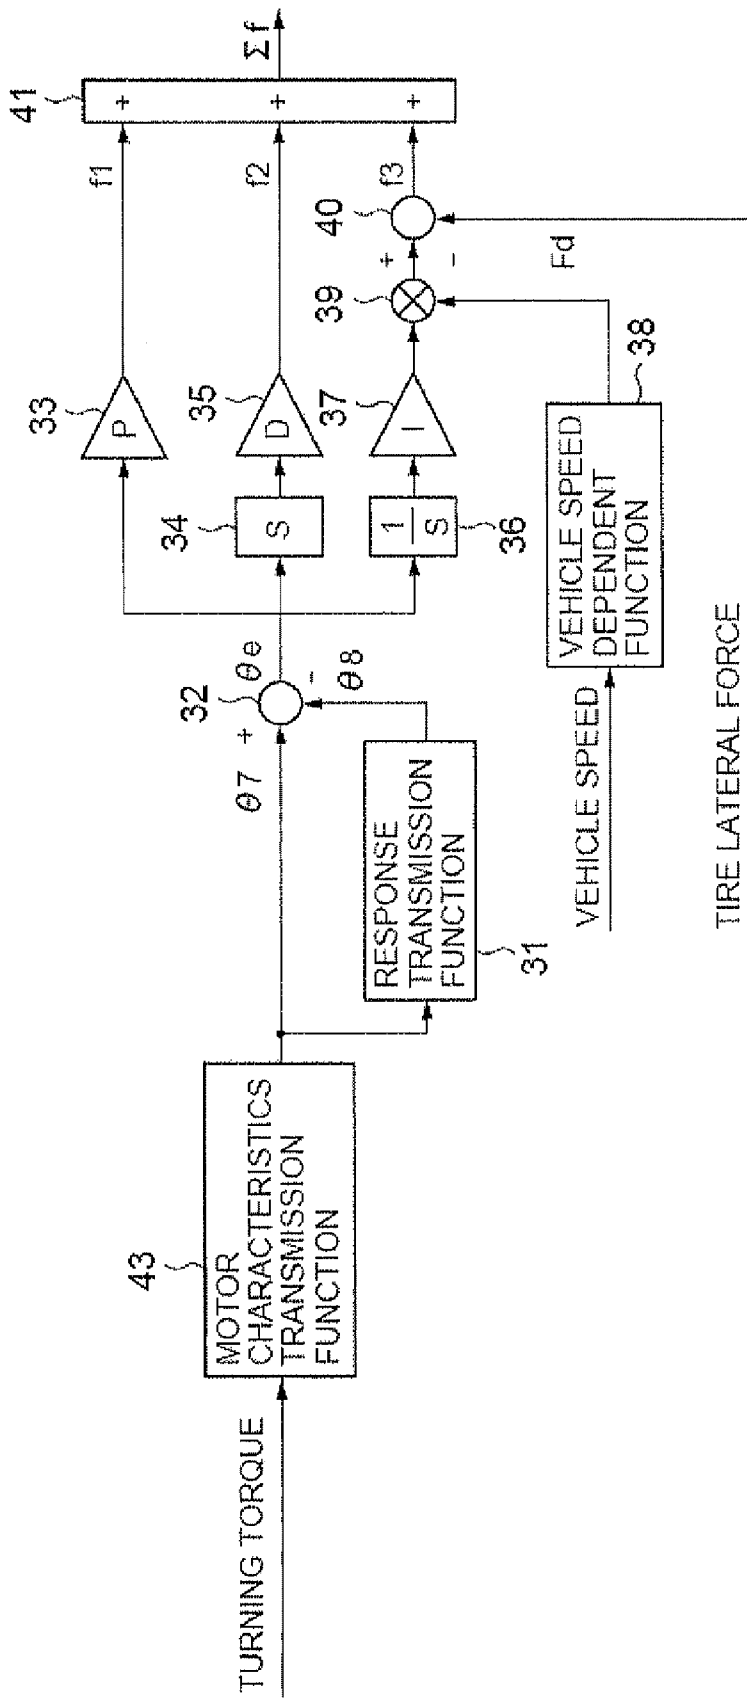 TURNING TORQUE
43
MOTOR
CHARACTERISTICS
TRANSMISSION
FUNCTION
θ7
+
32
θe
-
θ8
RESPONSE
TRANSMISSION
FUNCTION
31
33
P
f1
34
S
35
D
f2
1
S
36
37
I
39
+
-
40
f3
Fd
41
+
+
+
Σf
VEHICLE SPEED
VEHICLE SPEED
DEPENDENT
FUNCTION
38
TIRE LATERAL FORCE